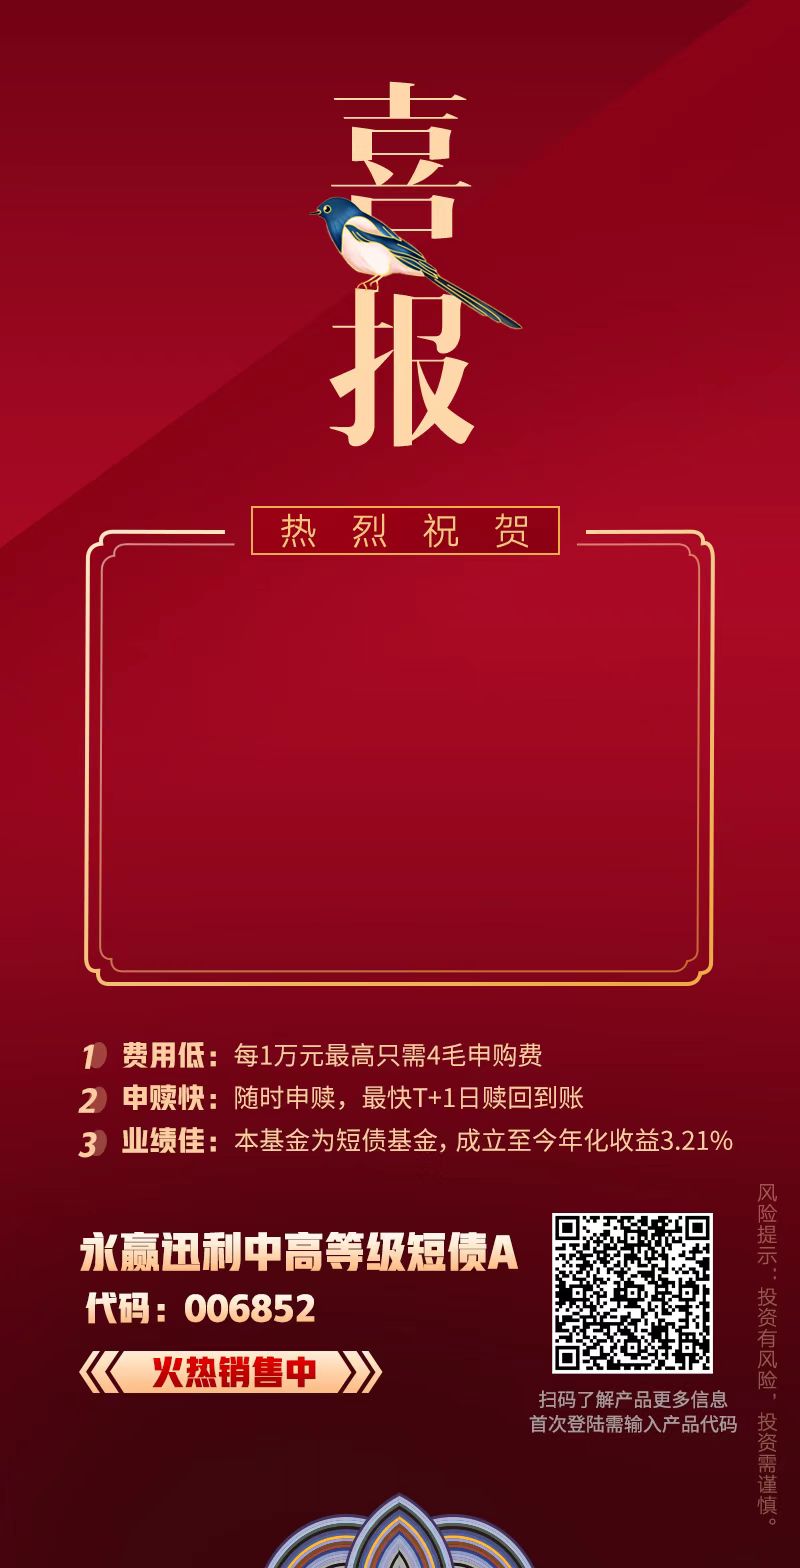 喜报
热烈祝贺
1 费用低：每1万元最高只需4毛申购费
2 申赎快：随时申赎，最快T+1日赎回到账
3 业绩佳：本基金为短债基金，成立至今年化收益3.21%
永赢迅利中高等级短债A
代码：006852
火热销售中
扫码了解产品更多信息
首次登陆需输入产品代码
风险提示：投资有风险，投资需谨慎。